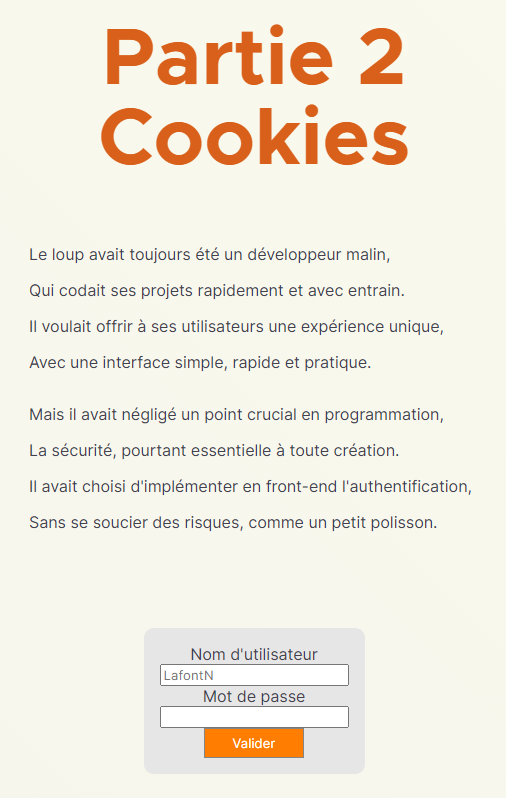 Partie 2
Cookies
Le loup avait toujours été un développeur malin,
Qui codait ses projets rapidement et avec entrain.
Il voulait offrir à ses utilisateurs une expérience unique,
Avec une interface simple, rapide et pratique.
Mais il avait négligé un point crucial en programmation,
La sécurité, pourtant essentielle à toute création.
Il avait choisi d'implémenter en front-end l'authentification,
Sans se soucier des risques, comme un petit polisson.
Nom d'utilisateur
LafontN
Mot de passe
Valider